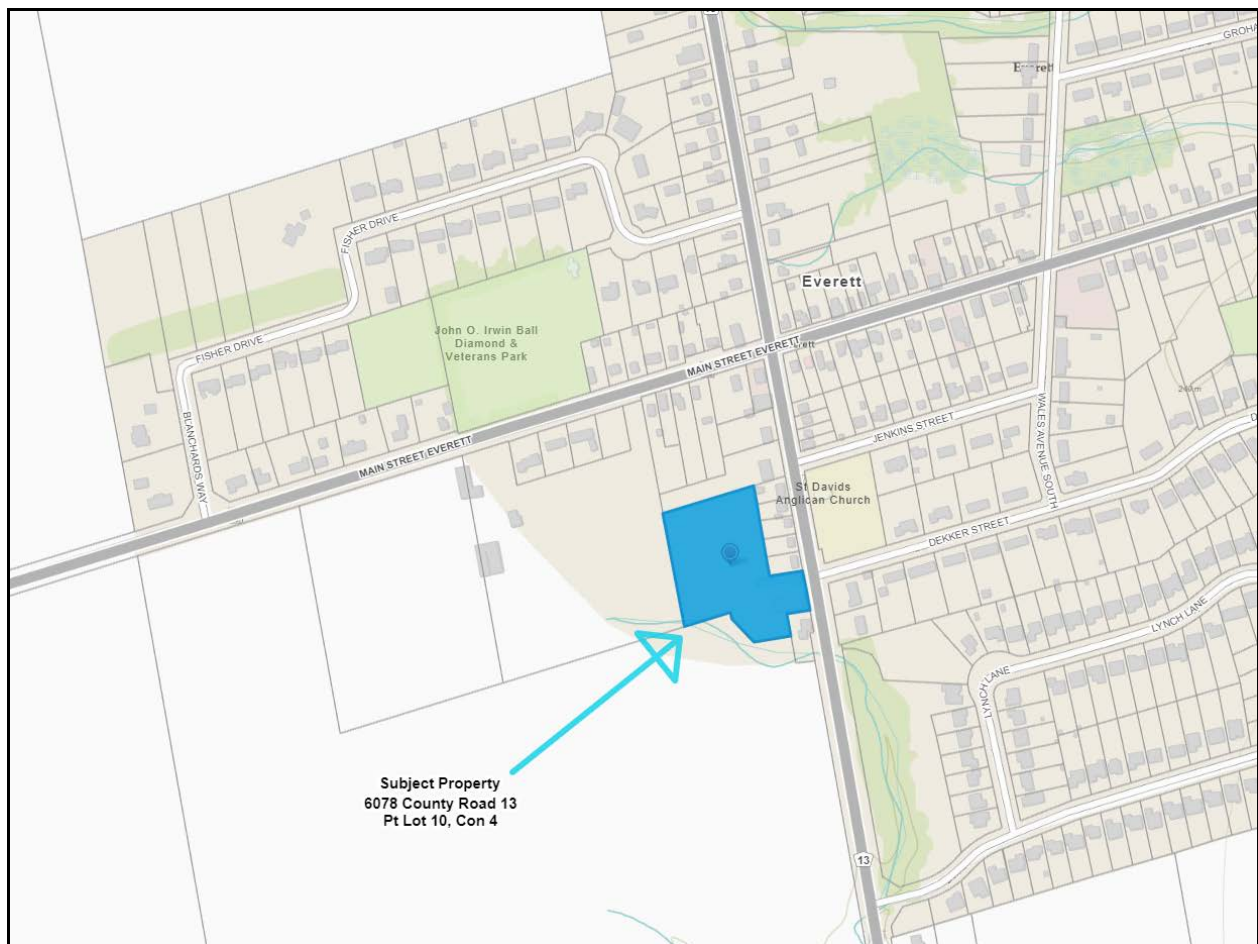 GROHA
Everett
FISHER DRIVE
Everett
John O. Irwin Ball
Diamond &
Veterans Park
FISHER DRIVE
MAIN STREET EVERETT
BLANCHARDS WAY
MAIN STREET EVERETT
JENKINS STREET
WALES AVENUE SOUTH
St Davids
Anglican Church
DEKKER STREET
LYNCH LANE
LYNCH LANE
Subject Property
6078 County Road 13
Pt Lot 10, Con 4
13